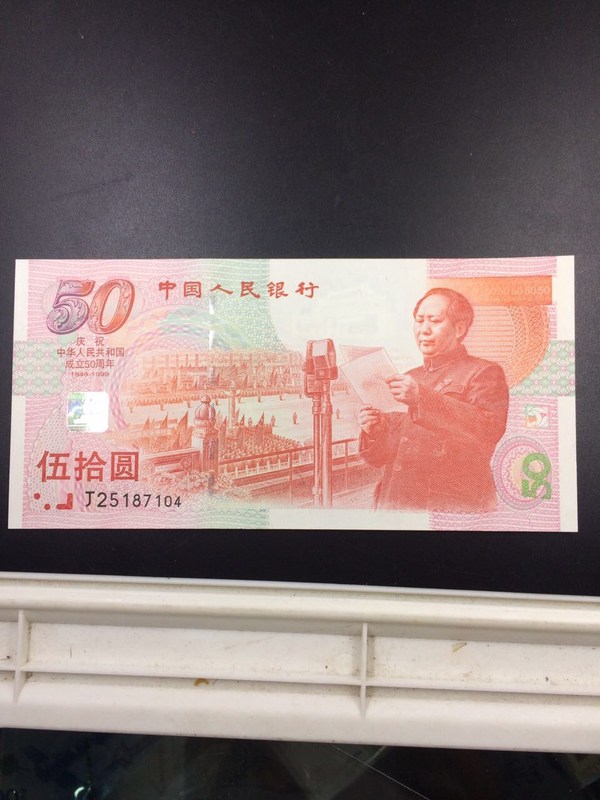 50
中国人民银行
庆祝
中华人民共和国
成立50周年
1949-1999
伍拾圆
J25187104
50